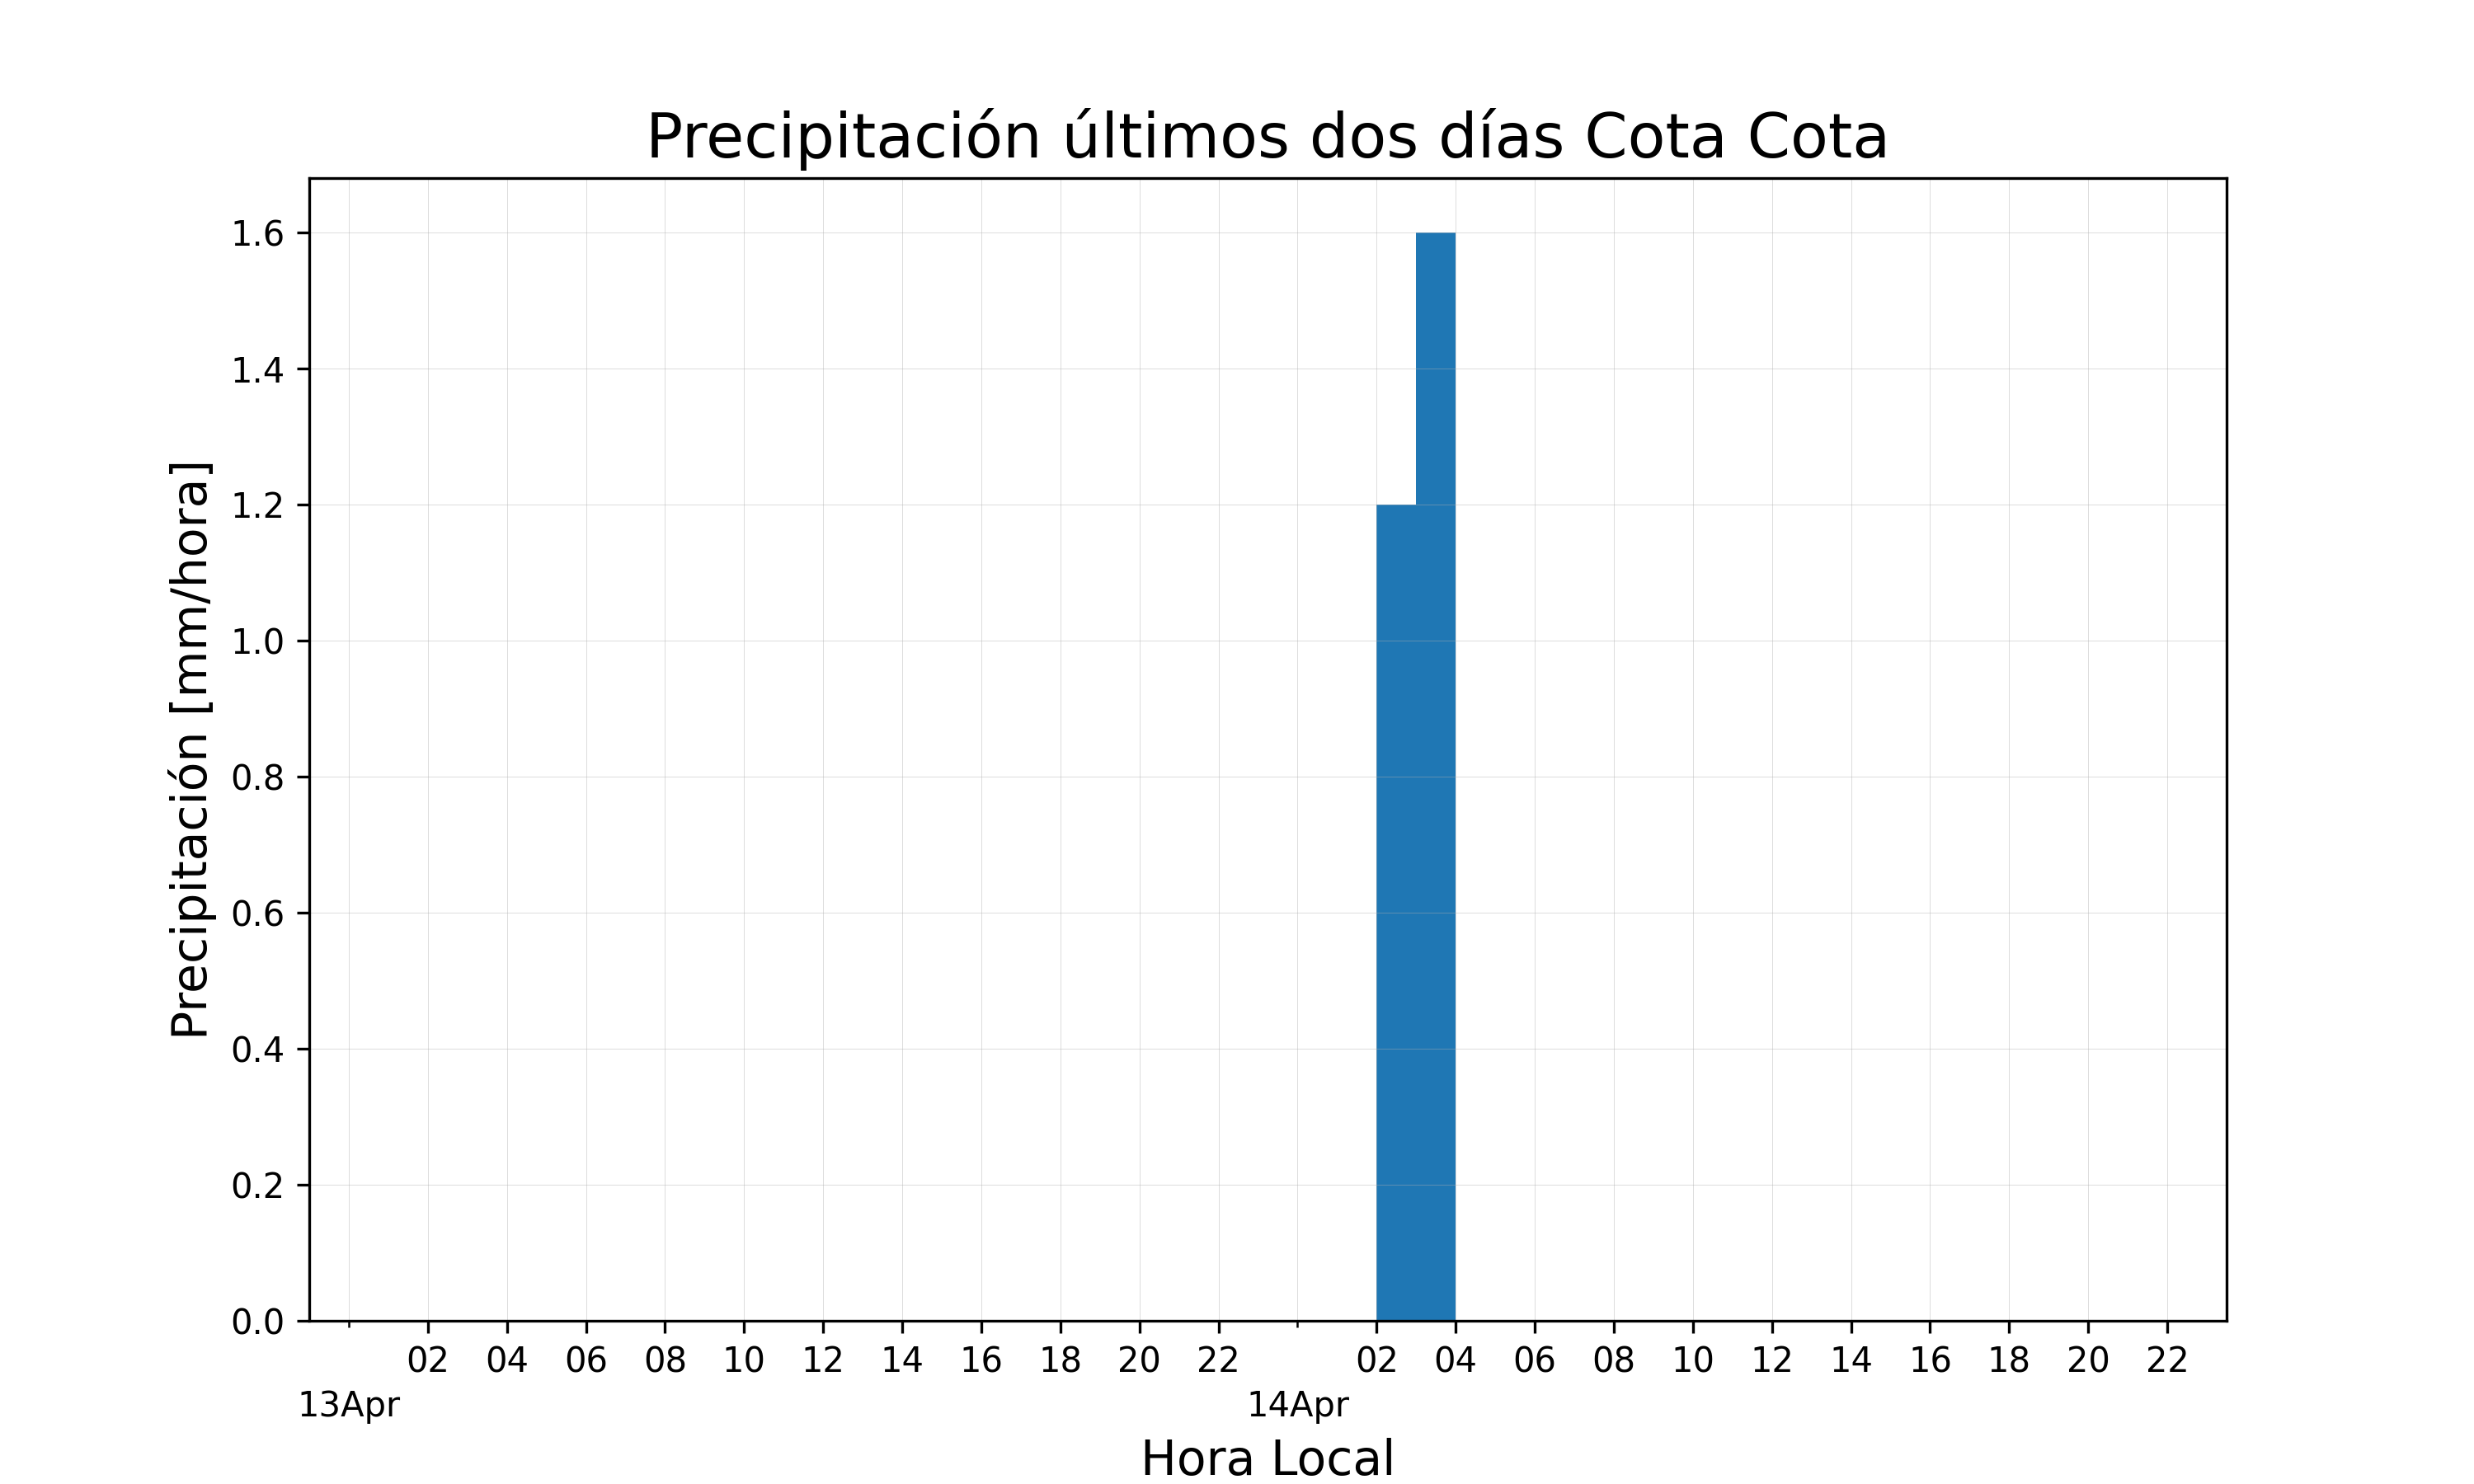 Precipitación últimos dos días Cota Cota
Precipitación [mm/hora]
1.6
1.4
1.2
1.0
0.8
0.6
0.4
0.2
0.0
02 04 06 08 10 12 14 16 18 20 22 02 04 06 08 10 12 14 16 18 20 22
13Apr 14Apr
Hora Local